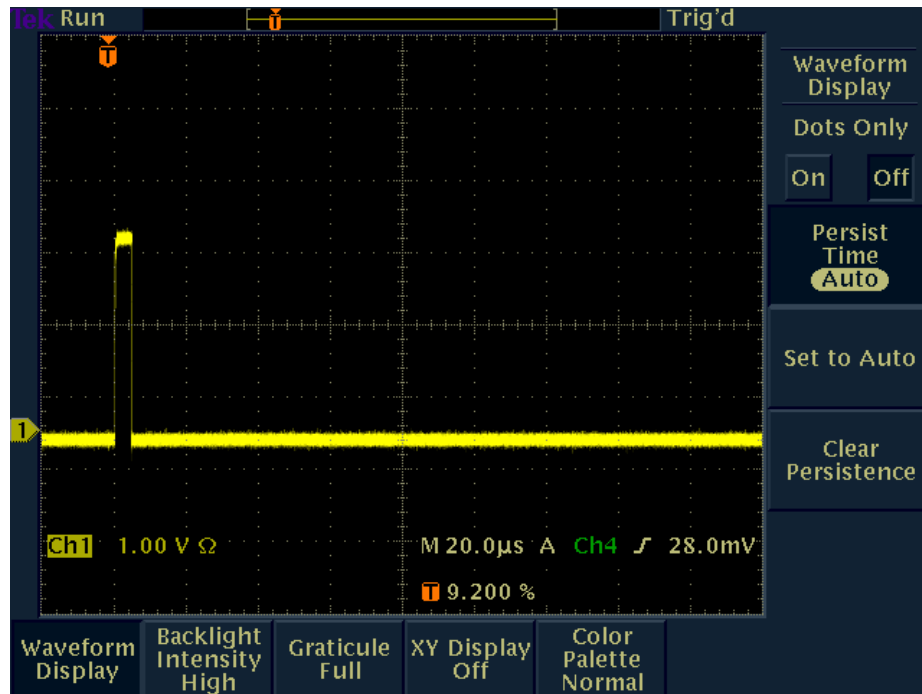 Tek Run Trig'd
T
T
Waveform
Display
Dots Only
On Off
Persist
Time
Auto
Set to Auto
Clear
Persistence
1
Ch1 1.00 V Ω M 20.0µs A Ch4 ∫ 28.0mV
T 9.200 %
Waveform
Display
Backlight
Intensity
High
Graticule
Full
XY Display
Off
Color
Palette
Normal